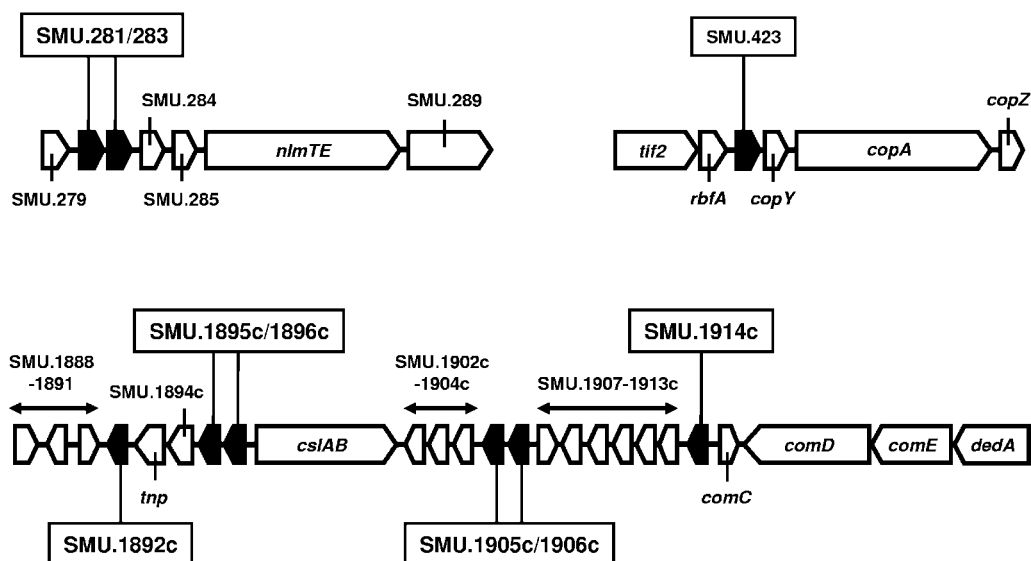 SMU.281/283
SMU.423
SMU.284
SMU.289
copZ
nlmTE
tif2
copA
SMU.279
SMU.285
rbfA
copY
SMU.1895c/1896c
SMU.1914c
SMU.1888
-1891
SMU.1894c
SMU.1902c
-1904c
SMU.1907-1913c
cslAB
comD
comE
dedA
tnp
comC
SMU.1892c
SMU.1905c/1906c